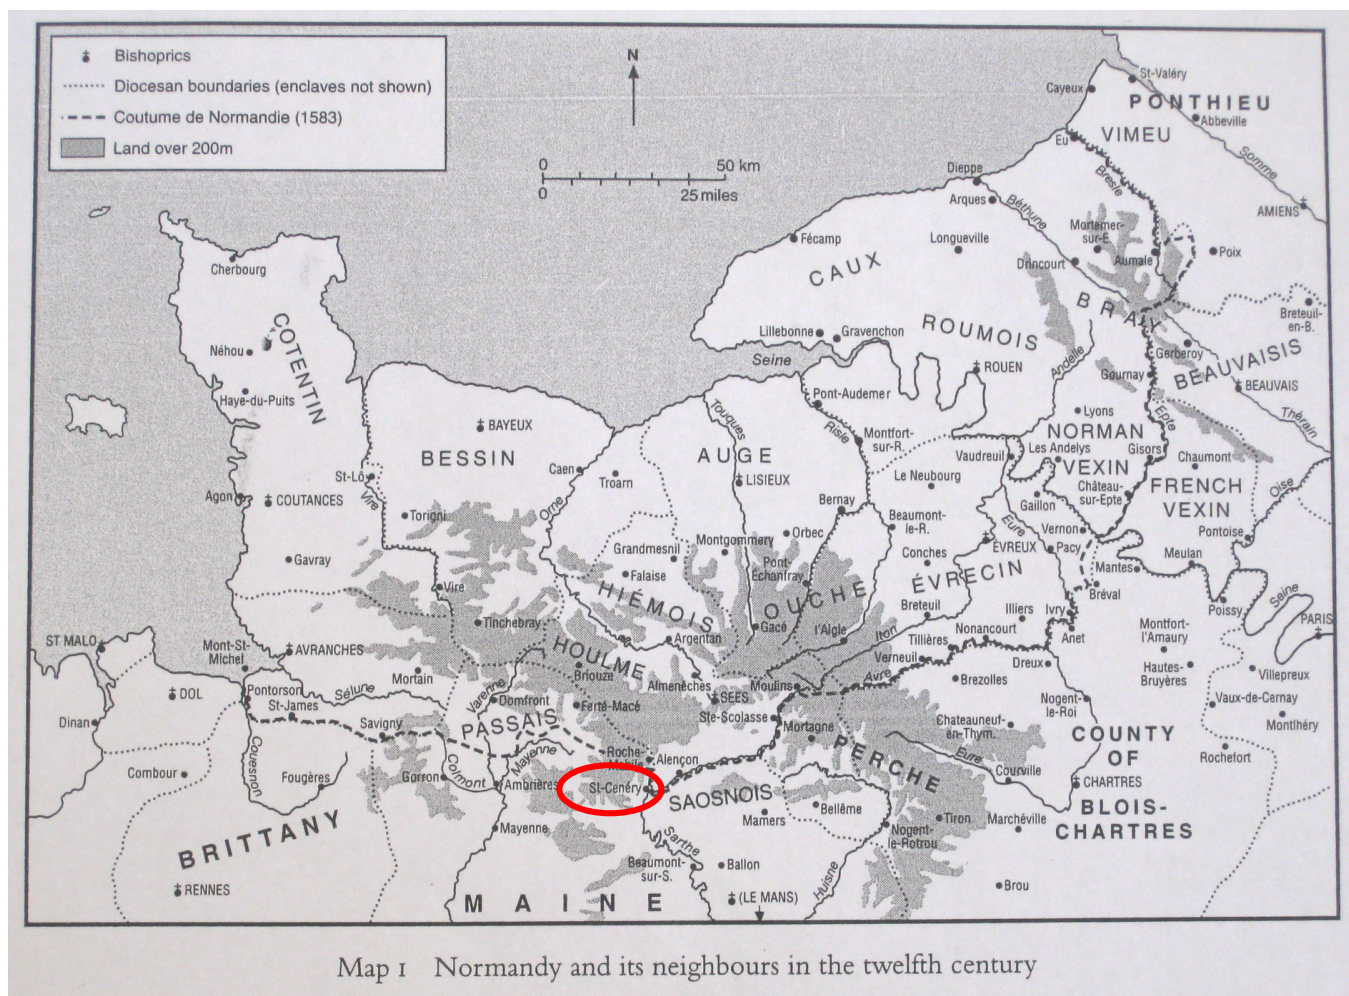 Bishoprics
Diocesan boundaries (enclaves not shown)
Coutume de Normandie (1583)
Land over 200m
N
0 50 km
0 25 miles
St-Valéry
Cayeux
PONTHIEU
Abbeville
VIMEU
Eu
Somme
Bresle
Dieppe
Arques
Béthune
AMIENS
Mortemer-
sur-E.
Fécamp
Longueville
Aumale
Poix
Drincourt
CAUX
Cherbourg
BRAY
Breteuil-
en-B.
COTENTIN
Lillebonne
Gravenchon
ROUMOIS
Néhou
Seine
Andelle
Gerberoy
BEAUVAISIS
ROUEN
Gournay
BEAUVAIS
Haye-du-Puits
Pont-Audemer
Touques
Risle
Lyons
Epte
Thérain
BAYEUX
Montfort-
sur-R.
NORMAN
VEXIN
BESSIN
AUGE
Vaudreuil
Les Andelys
Gisors
Chaumont
St-Lô
Caen
Troarn
LISIEUX
Le Neubourg
Château-
sur-Epte
FRENCH
VEXIN
Oise
Agon
COUTANCES
Vire
Orne
Bernay
Gaillon
Torigni
Beaumont-
le-R.
Eure
Vernon
Pontoise
Montgommery
Orbec
Grandmesnil
Conches
ÉVREUX
Pacy
Meulan
Gavray
Falaise
Pont-
Échanfray
ÉVRECIN
Mantes
Vire
HIÉMOIS
OUCHE
Bréval
Poissy
Seine
Breteuil
Illiers
Ivry
PARIS
Tinchebray
Gacé
l'Aigle
Iton
Nonancourt
Anet
Montfort-
l'Amaury
ST MALO
Mont-St-
Michel
AVRANCHES
Argentan
Tillières
HOULME
Verneuil
Dreux
Hautes-
Bruyères
Villepreux
Mortain
Briouze
Almenêches
Moulins
Avre
Brezolles
DOL
Pontorson
St-James
Sélune
Varenne
Domfront
Ferté-Macé
SEES
Nogent-
le-Roi
Vaux-de-Cernay
Dinan
Savigny
PASSAIS
Ste-Scolasse
Mortagne
Chateauneuf-
en-Thym.
Montlhéry
Couesnon
Mayenne
Roche-
Mabile
Alençon
PERCHE
Eure
COUNTY
OF
BLOIS-
CHARTRES
Rochefort
Combour
Fougères
Gorron
Colmont
Ambrières
St-Cenéry
SAOSNOIS
Courville
CHARTRES
Bellême
Mamers
Tiron
Marchéville
BRITTANY
Mayenne
Sarthe
Nogent-
le-Rotrou
Beaumont-
sur-S.
Ballon
Huisne
RENNES
MAINE
(LE MANS)
Brou
Map 1 Normandy and its neighbours in the twelfth century